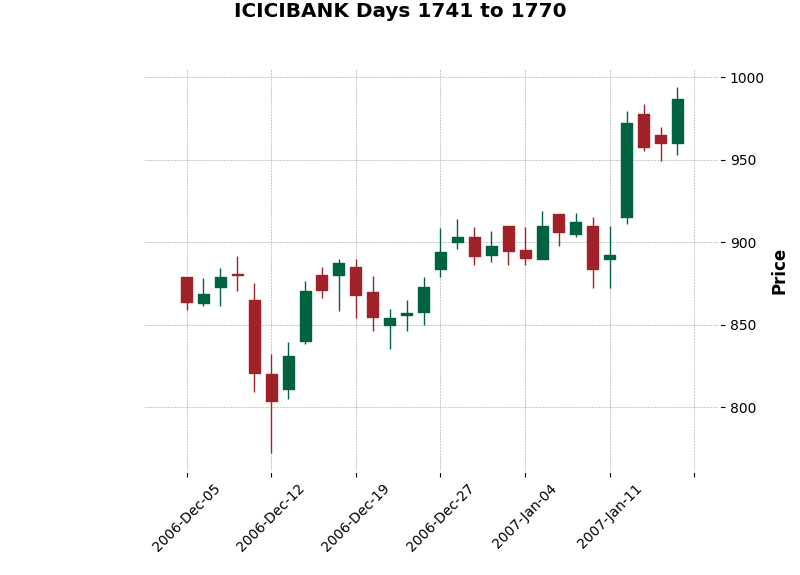 ICICIBANK Days 1741 to 1770
1000
950
900
850
800
Price
2006-Dec-05
2006-Dec-12
2006-Dec-19
2006-Dec-27
2007-Jan-04
2007-Jan-11